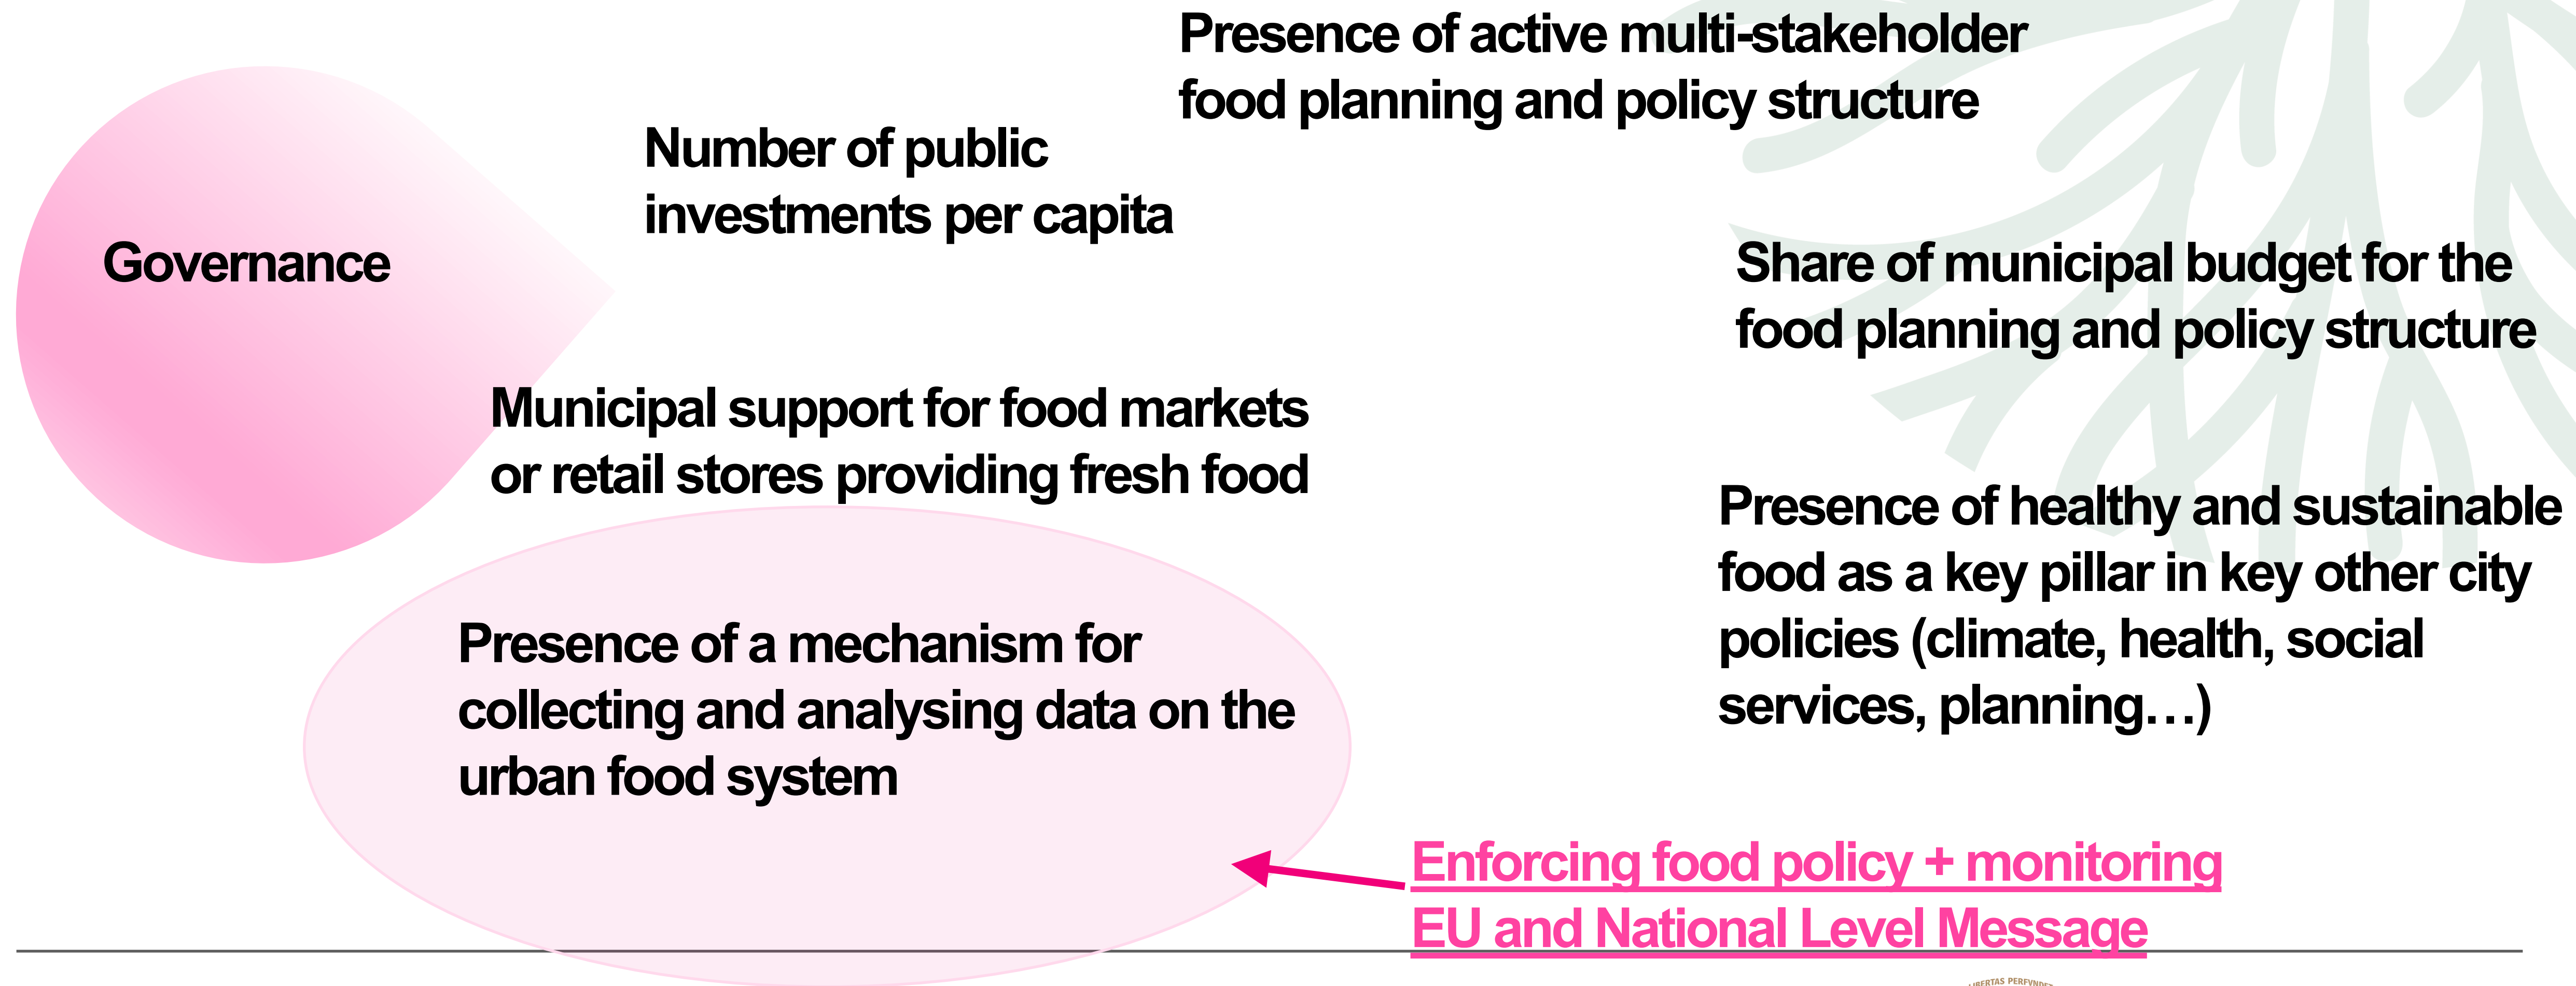 Presence of active multi-stakeholder
food planning and policy structure
Number of public
investments per capita
Governance
Share of municipal budget for the
food planning and policy structure
Municipal support for food markets
or retail stores providing fresh food
Presence of healthy and sustainable
food as a key pillar in key other city
policies (climate, health, social
services, planning…)
Presence of a mechanism for
collecting and analysing data on the
urban food system
Enforcing food policy + monitoring
EU and National Level Message